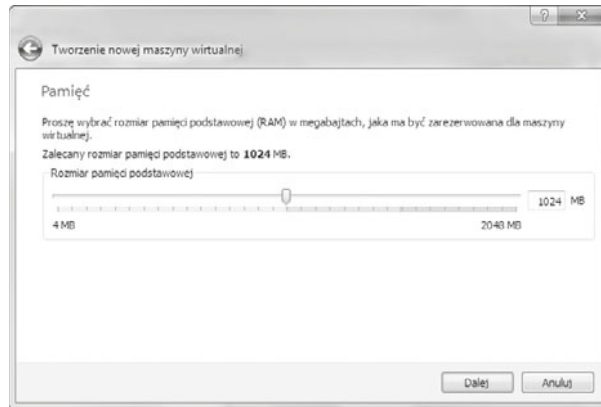 ?
Tworzenie nowej maszyny wirtualnej
Pamięć
Proszę wybrać rozmiar pamięci podstawowej (RAM) w megabajtach, jaka ma być zarezerwowana dla maszyny
wirtualnej.
Zalecany rozmiar pamięci podstawowej to 1024 MB.
Rozmiar pamięci podstawowej
1024 MB
4 MB 2048 MB
Dalej Anuluj